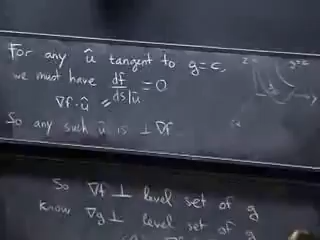 For any û tangent to g=c,
we must have df/ds|û = 0
∇f · û
So any such û is ⊥ ∇f
g=c
So ∇f ⊥ level set of g
Know ∇g ⊥ level set of g